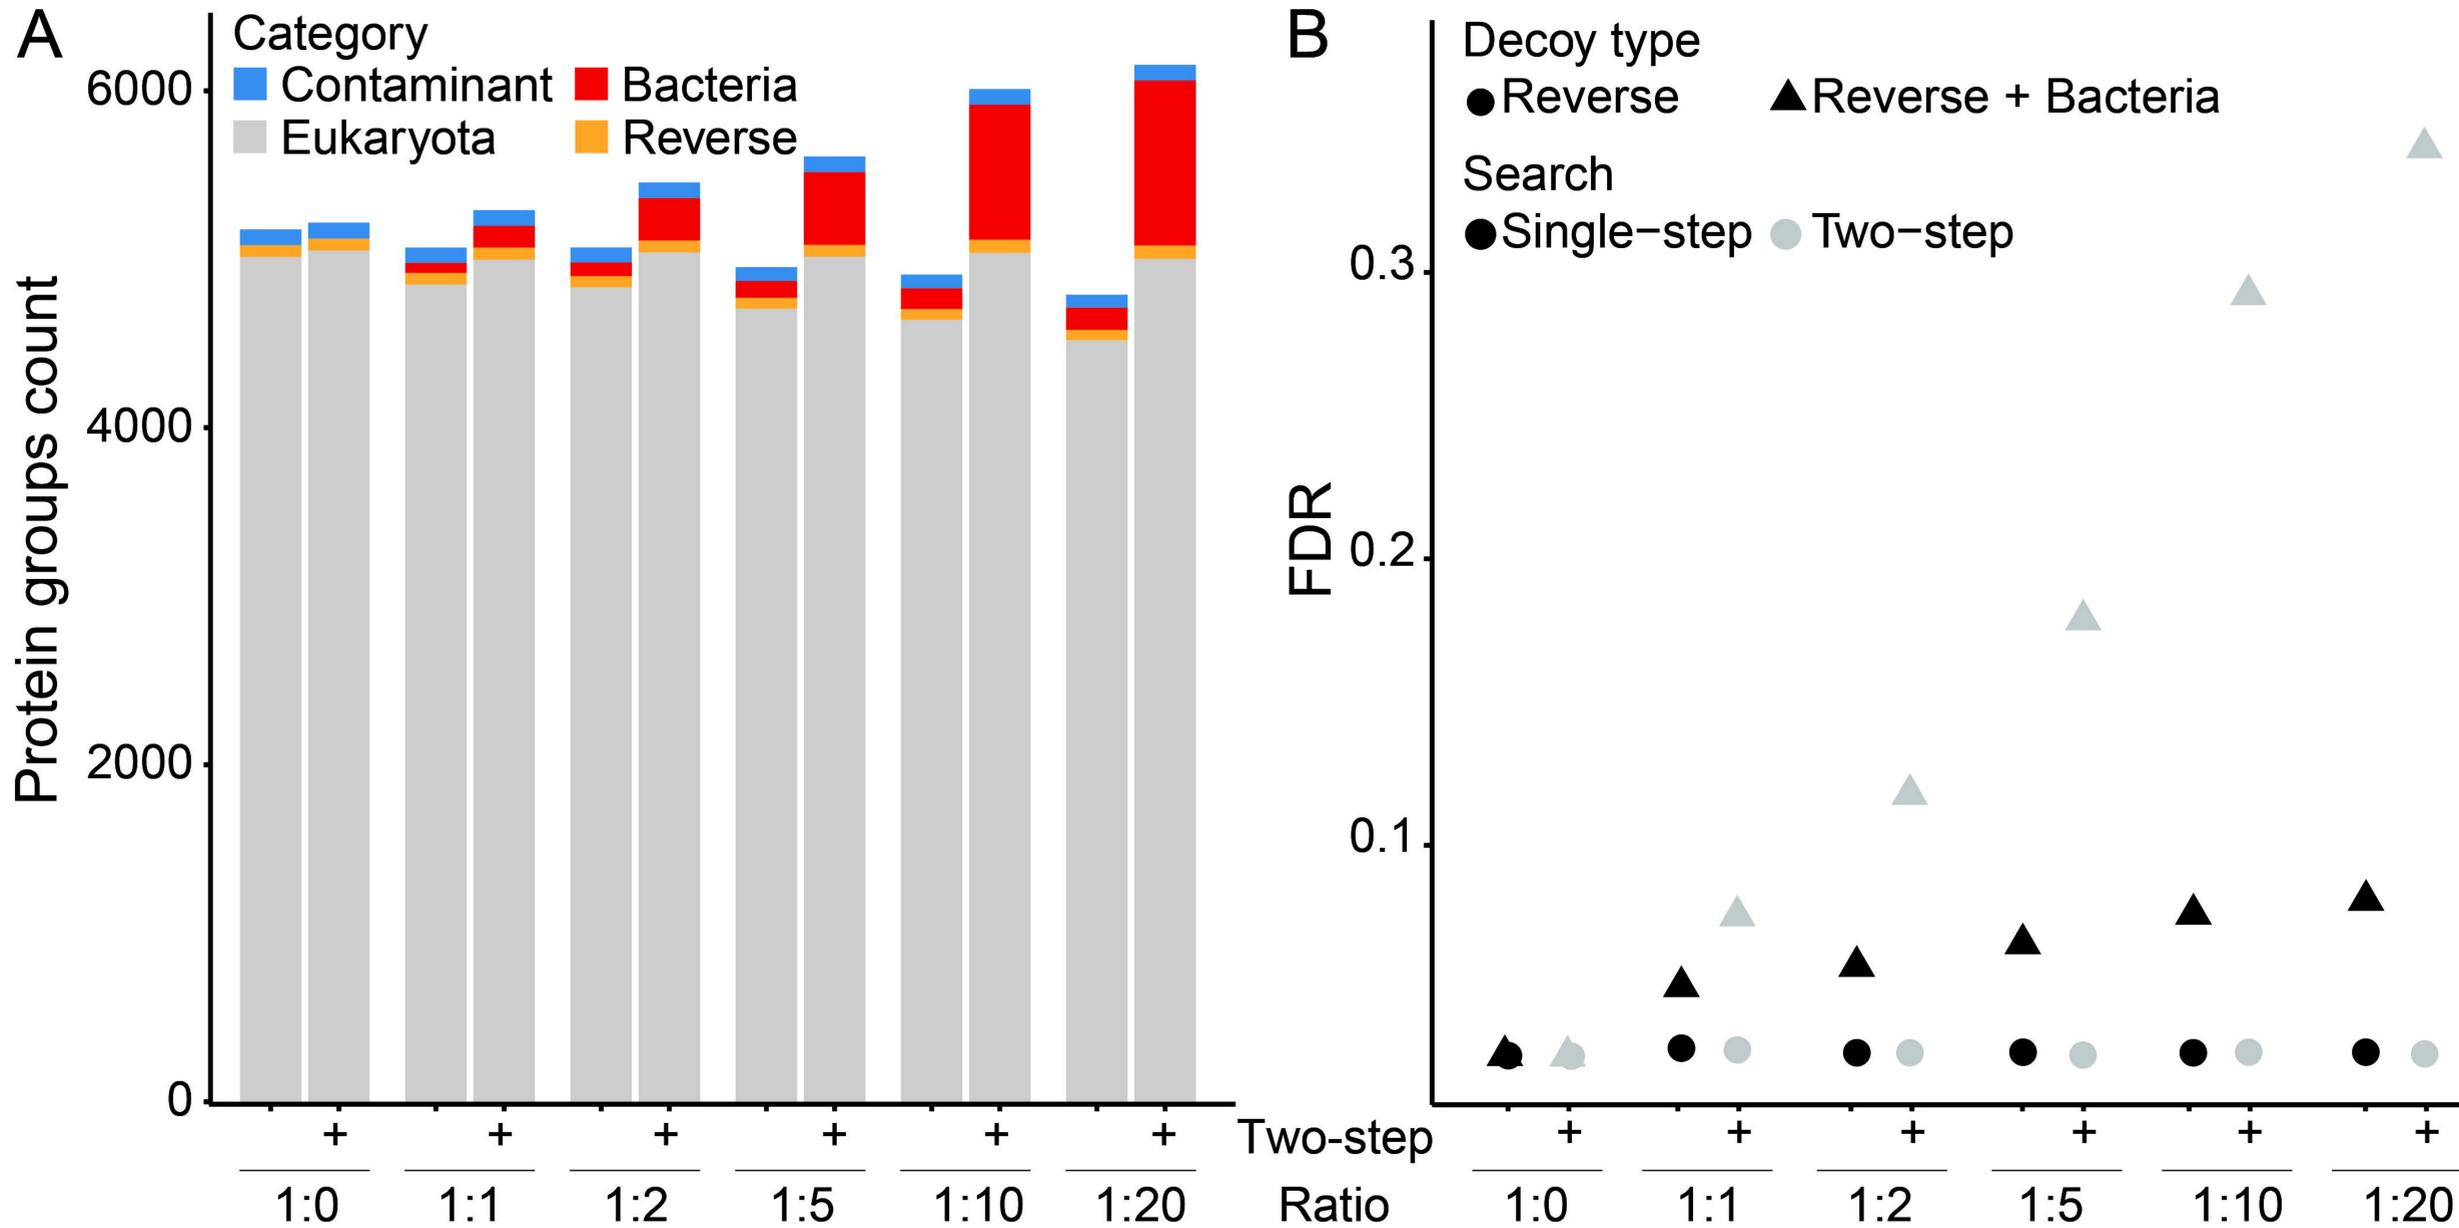 A
Category
Contaminant
Bacteria
Eukaryota
Reverse
Protein groups count
6000
4000
2000
0
+ + + + + +
1:0 1:1 1:2 1:5 1:10 1:20
Two-step
Ratio
B
Decoy type
Reverse
Reverse + Bacteria
Search
Single−step
Two−step
FDR
0.3
0.2
0.1
+ + + + + +
1:0 1:1 1:2 1:5 1:10 1:20